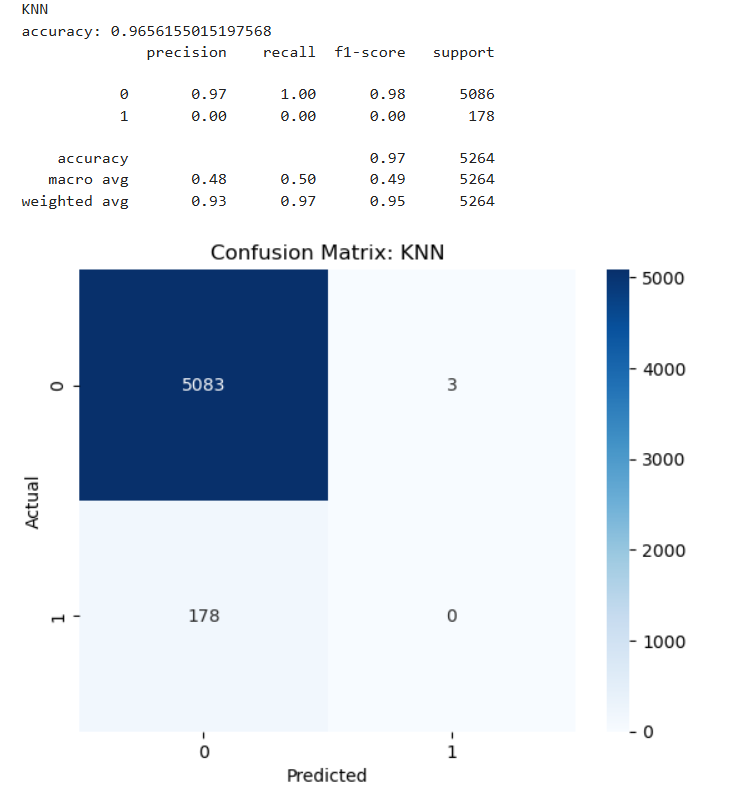 KNN
accuracy: 0.9656155015197568
precision recall f1-score support
0 0.97 1.00 0.98 5086
1 0.00 0.00 0.00 178
accuracy 0.97 5264
macro avg 0.48 0.50 0.49 5264
weighted avg 0.93 0.97 0.95 5264
Confusion Matrix: KNN
5000
4000
3000
2000
1000
0
Actual
0
1
5083 3
178 0
0 1
Predicted